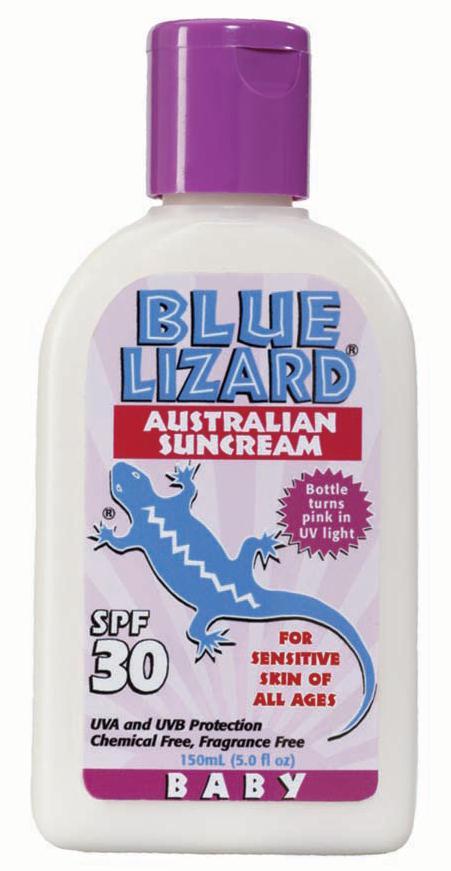 BLUE
LIZARD®
AUSTRALIAN
SUNCREAM
Bottle
turns
pink in
UV light
®
SPF
30
FOR
SENSITIVE
SKIN OF
ALL AGES
UVA and UVB Protection
Chemical Free, Fragrance Free
150mL (5.0 fl oz)
BABY